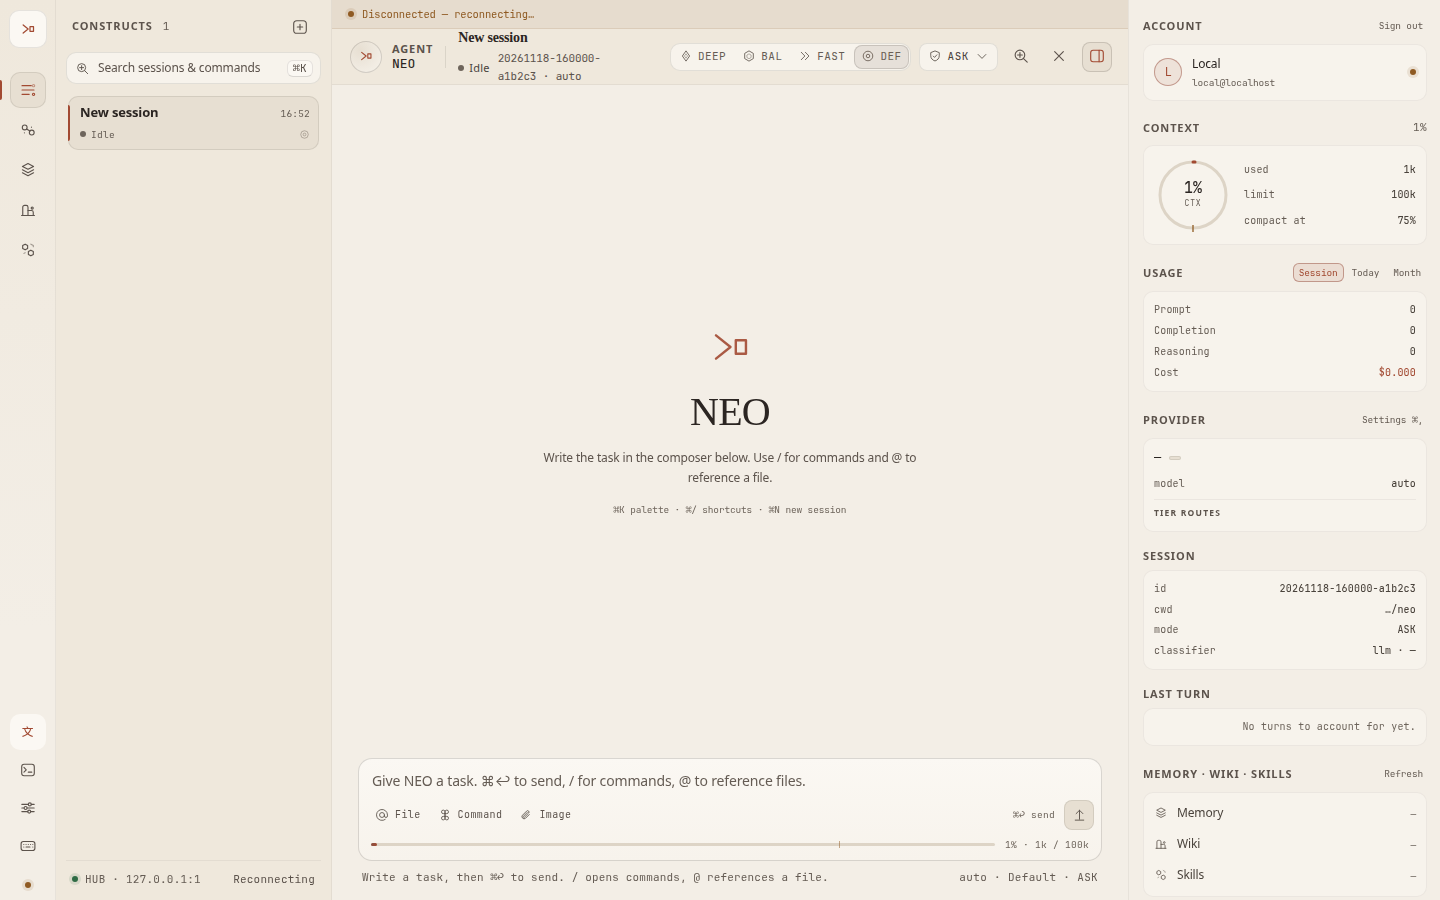 CONSTRUCTS 1
Search sessions & commands ⌘K
New session 16:52
Idle
文
HUB · 127.0.0.1:1 Reconnecting
Disconnected — reconnecting…
AGENT
NEO
New session
Idle 20261118-160000-
a1b2c3 · auto
DEEP BAL FAST DEF ASK
NEO
Write the task in the composer below. Use / for commands and @ to
reference a file.
⌘K palette · ⌘/ shortcuts · ⌘N new session
Give NEO a task. ⌘↩ to send, / for commands, @ to reference files.
File Command Image ⌘↩ send
1% · 1k / 100k
Write a task, then ⌘↩ to send. / opens commands, @ references a file. auto · Default · ASK
ACCOUNT Sign out
L Local
local@localhost
CONTEXT 1%
1%
CTX
used 1k
limit 100k
compact at 75%
USAGE Session Today Month
Prompt 0
Completion 0
Reasoning 0
Cost $0.000
PROVIDER Settings ⌘,
—
model auto
TIER ROUTES
SESSION
id 20261118-160000-a1b2c3
cwd …/neo
mode ASK
classifier llm · —
LAST TURN
No turns to account for yet.
MEMORY · WIKI · SKILLS Refresh
Memory —
Wiki —
Skills —